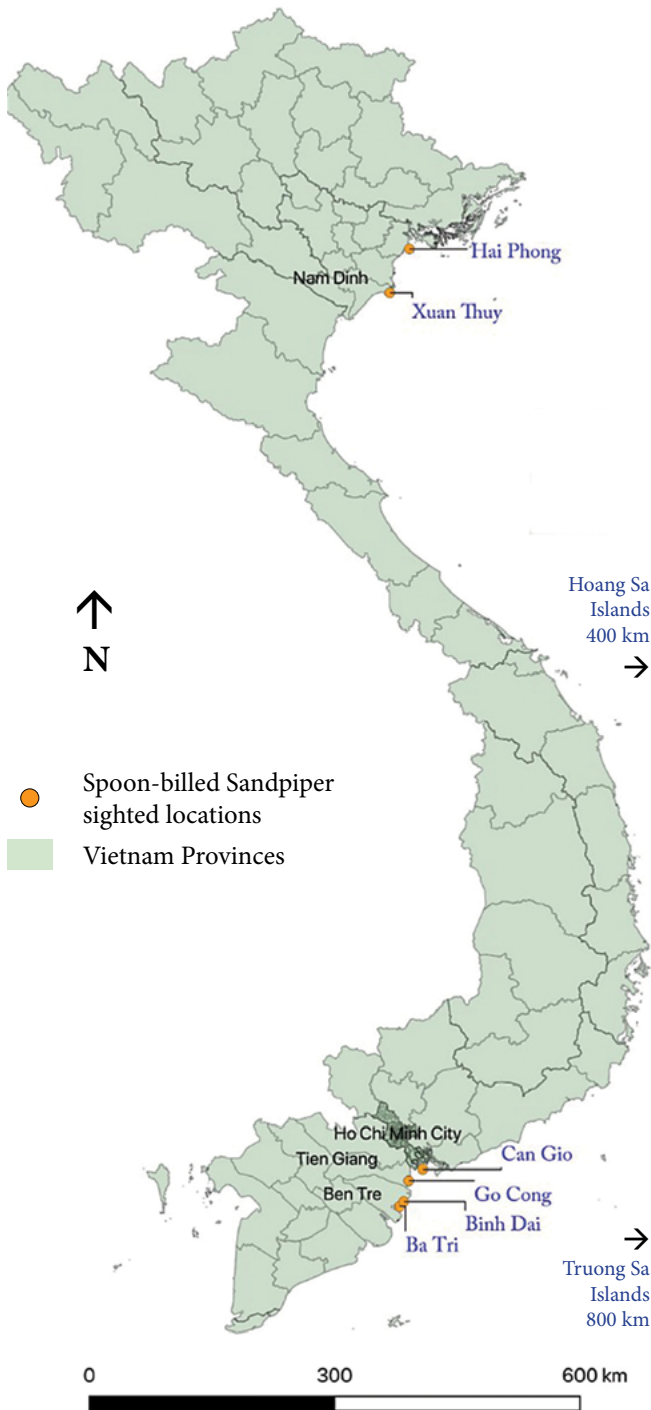 Hai Phong
Nam Dinh
Xuan Thuy
Hoang Sa
Islands
400 km
→
N
Spoon-billed Sandpiper
sighted locations
Vietnam Provinces
Ho Chi Minh City
Can Gio
Tien Giang
Go Cong
Ben Tre
Binh Dai
Ba Tri
→
Truong Sa
Islands
800 km
0 300 600 km